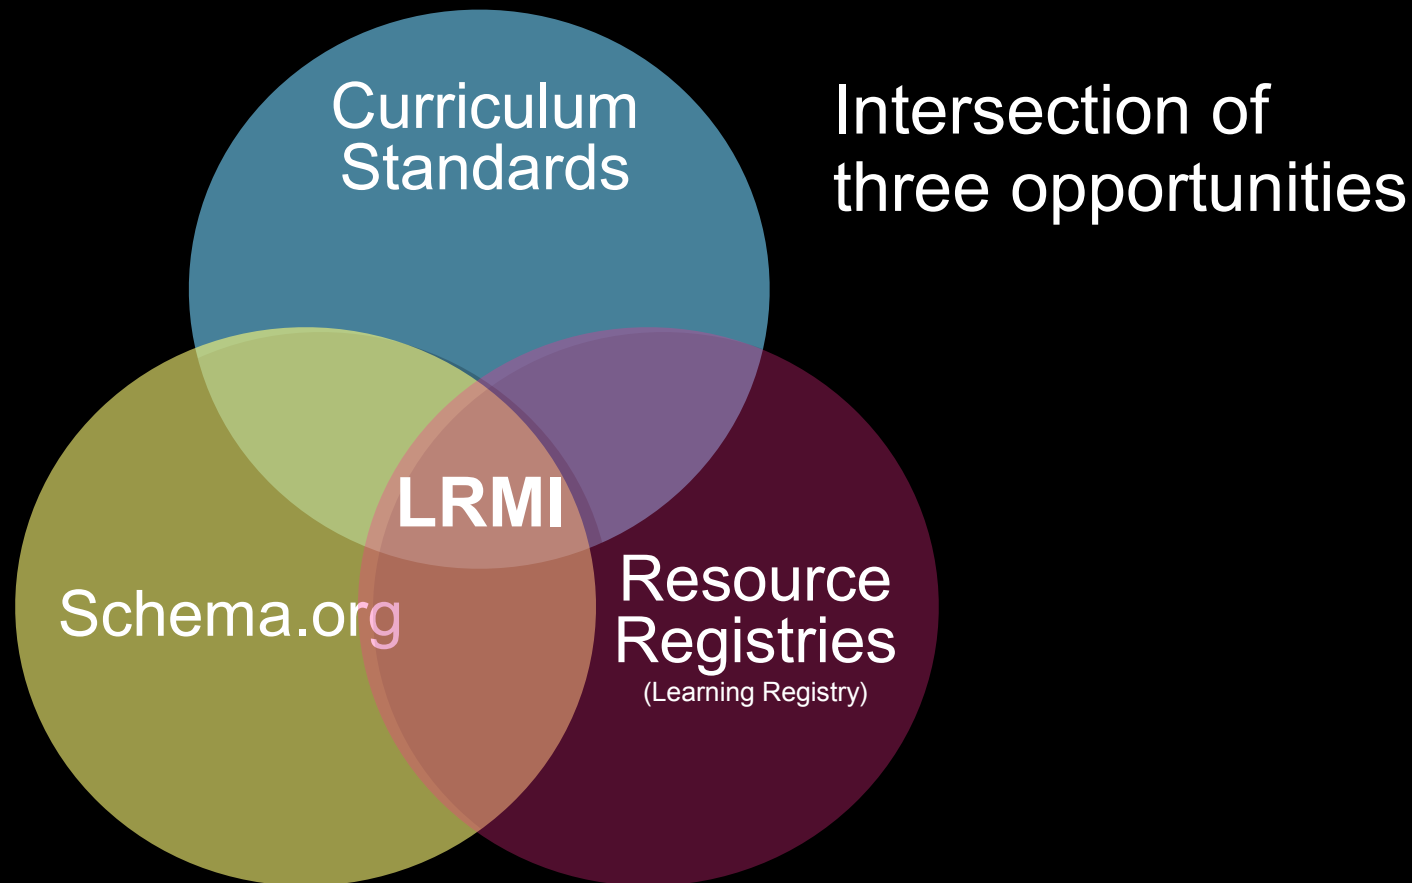 Curriculum
Standards
Intersection of
three opportunities
LRMI
Schema.org
Resource
Registries
(Learning Registry)